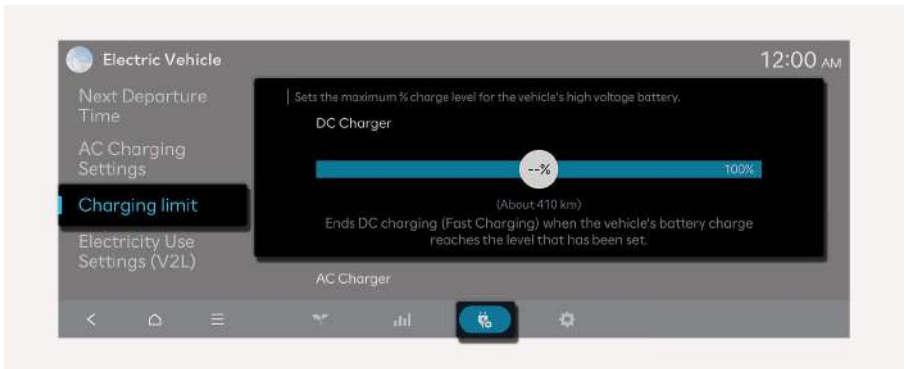 Electric Vehicle
12:00 AM
Next Departure
Time
AC Charging
Settings
Charging limit
Electricity Use
Settings (V2L)
Sets the maximum % charge level for the vehicle's high voltage battery.
DC Charger
--%
100%
(About 410 km)
Ends DC charging (Fast Charging) when the vehicle's battery charge
reaches the level that has been set.
AC Charger